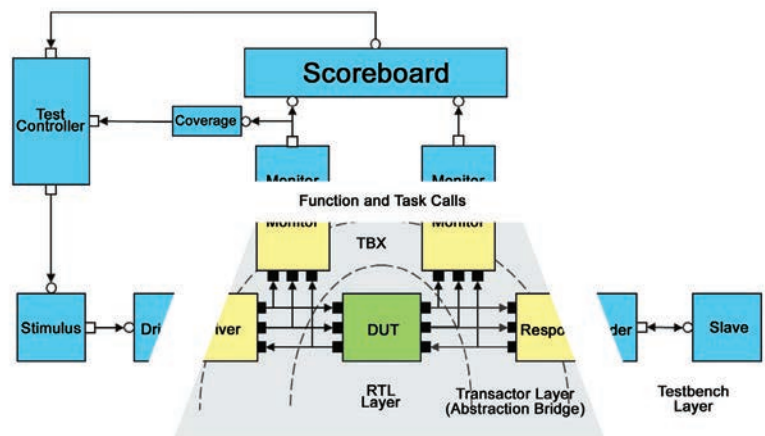 Scoreboard
Test
Controller
Coverage
Monitor
Monitor
Function and Task Calls
Monitor
Monitor
TBX
Stimulus
Dri
iver
DUT
Respo
der
Slave
RTL
Layer
Transactor Layer
(Abstraction Bridge)
Testbench
Layer